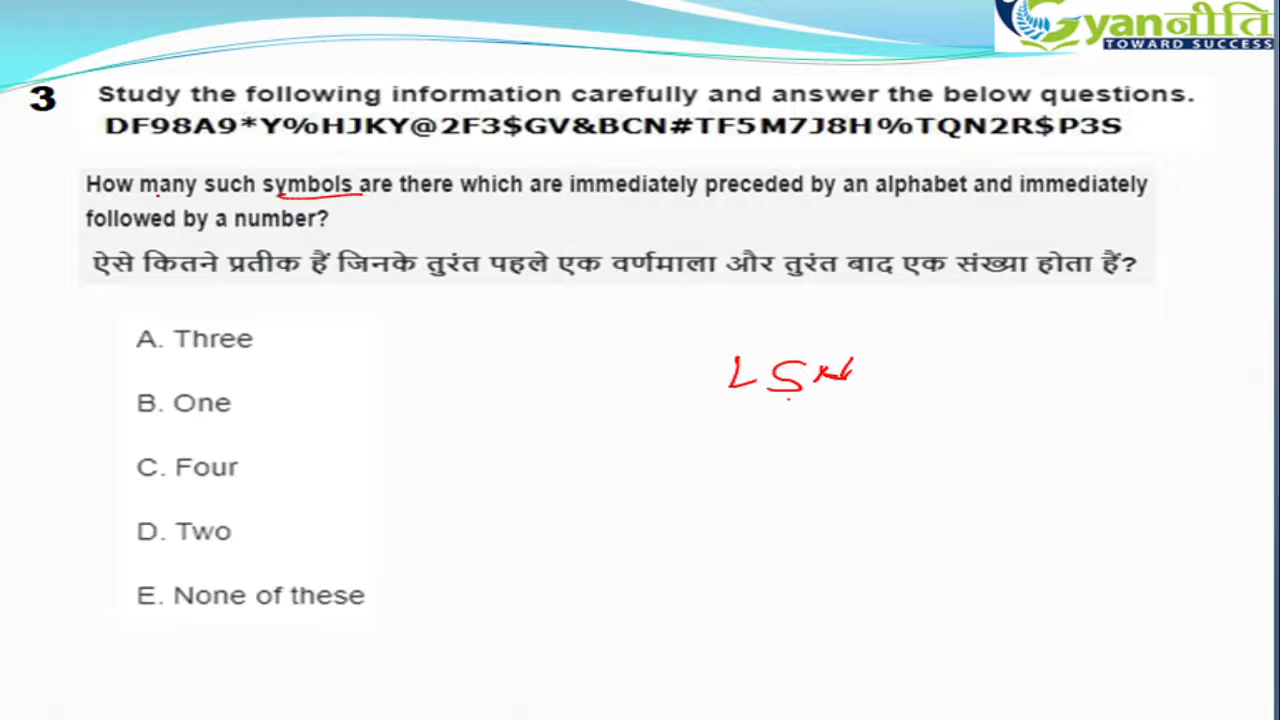 Gyanनीति
TOWARD SUCCESS
3 Study the following information carefully and answer the below questions.
DF98A9*Y%HJKY@2F3$GV&BCN#TF5M7J8H%TQN2R$P3S
How many such symbols are there which are immediately preceded by an alphabet and immediately
followed by a number?
ऐसे कितने प्रतीक हैं जिनके तुरंत पहले एक वर्णमाला और तुरंत बाद एक संख्या होता हैं?
A. Three
L S N
B. One
C. Four
D. Two
E. None of these